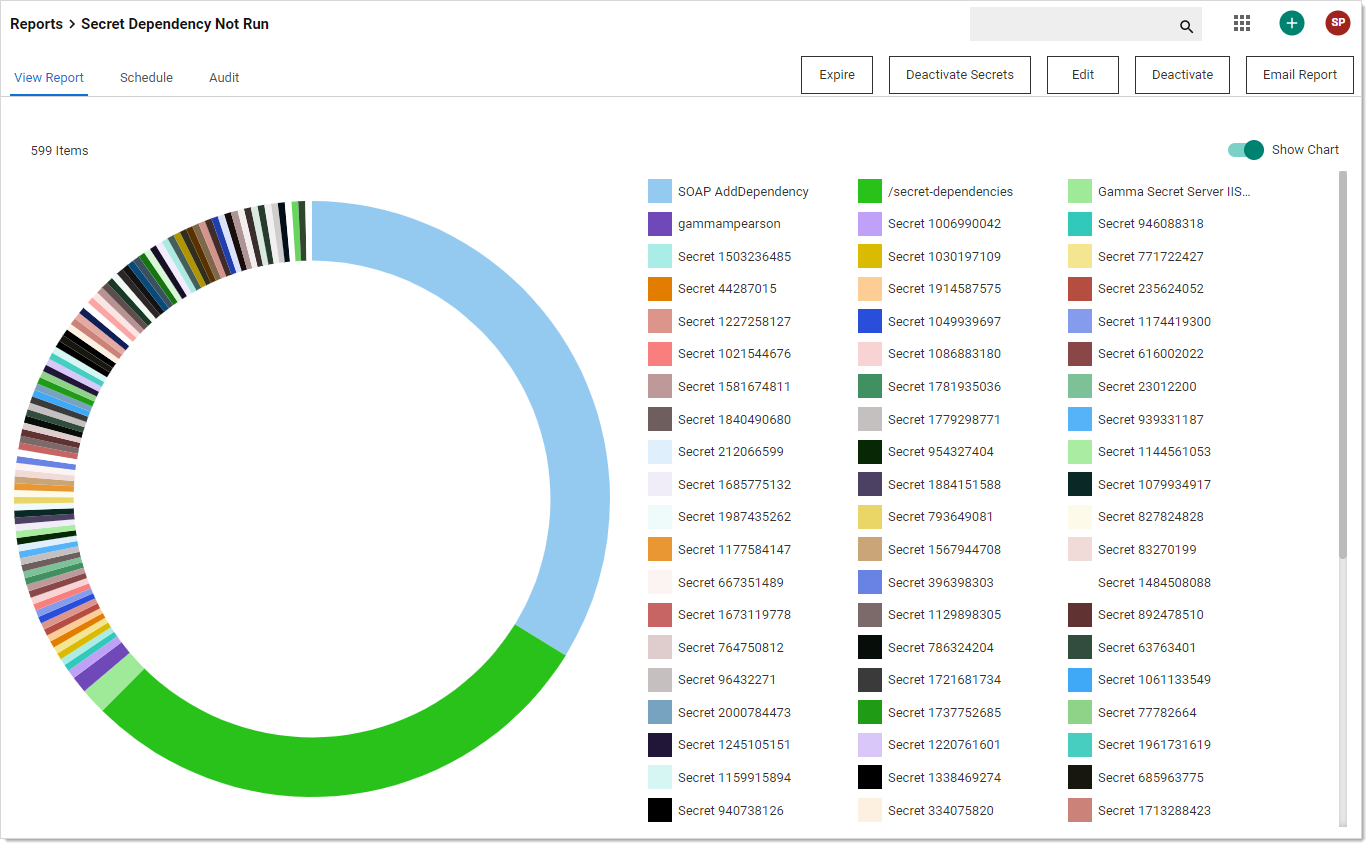 Reports > Secret Dependency Not Run
SP
View Report Schedule Audit
Expire Deactivate Secrets Edit Deactivate Email Report
599 Items
Show Chart
SOAP AddDependency /secret-dependencies Gamma Secret Server IIS...
gammampearson Secret 1006990042 Secret 946088318
Secret 1503236485 Secret 1030197109 Secret 771722427
Secret 44287015 Secret 1914587575 Secret 235624052
Secret 1227258127 Secret 1049939697 Secret 1174419300
Secret 1021544676 Secret 1086883180 Secret 616002022
Secret 1581674811 Secret 1781935036 Secret 23012200
Secret 1840490680 Secret 1779298771 Secret 939331187
Secret 212066599 Secret 954327404 Secret 1144561053
Secret 1685775132 Secret 1884151588 Secret 1079934917
Secret 1987435262 Secret 793649081 Secret 827824828
Secret 1177584147 Secret 1567944708 Secret 83270199
Secret 667351489 Secret 396398303 Secret 1484508088
Secret 1673119778 Secret 1129898305 Secret 892478510
Secret 764750812 Secret 786324204 Secret 63763401
Secret 96432271 Secret 1721681734 Secret 1061133549
Secret 2000784473 Secret 1737752685 Secret 77782664
Secret 1245105151 Secret 1220761601 Secret 1961731619
Secret 1159915894 Secret 1338469274 Secret 685963775
Secret 940738126 Secret 334075820 Secret 1713288423